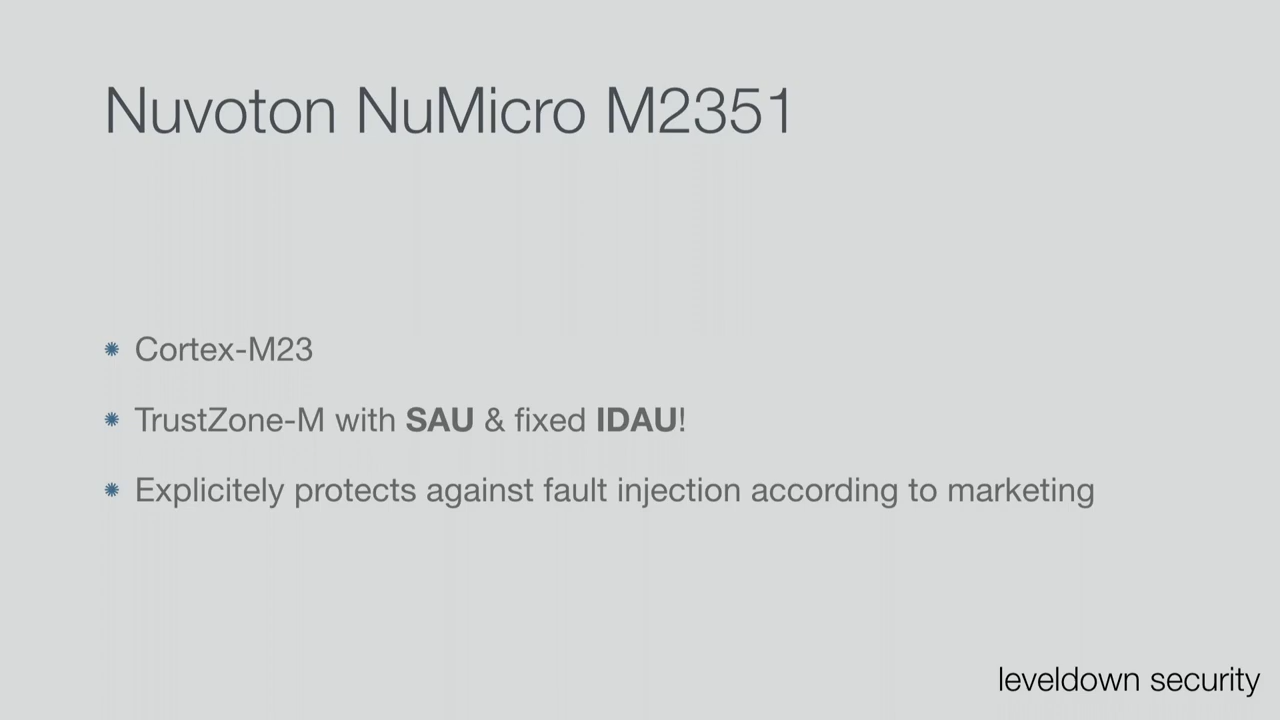 Nuvoton NuMicro M2351
Cortex-M23
TrustZone-M with SAU & fixed IDAU!
Explicitely protects against fault injection according to marketing
leveldown security